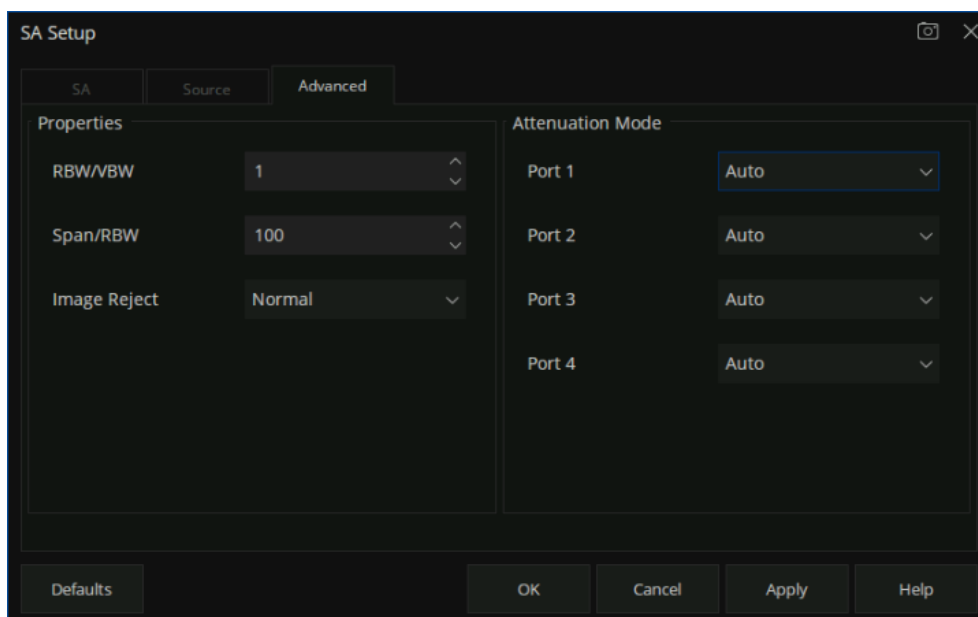 SA Setup
SA Source Advanced
Properties
RBW/VBW 1
Span/RBW 100
Image Reject Normal
Attenuation Mode
Port 1 Auto
Port 2 Auto
Port 3 Auto
Port 4 Auto
Defaults OK Cancel Apply Help